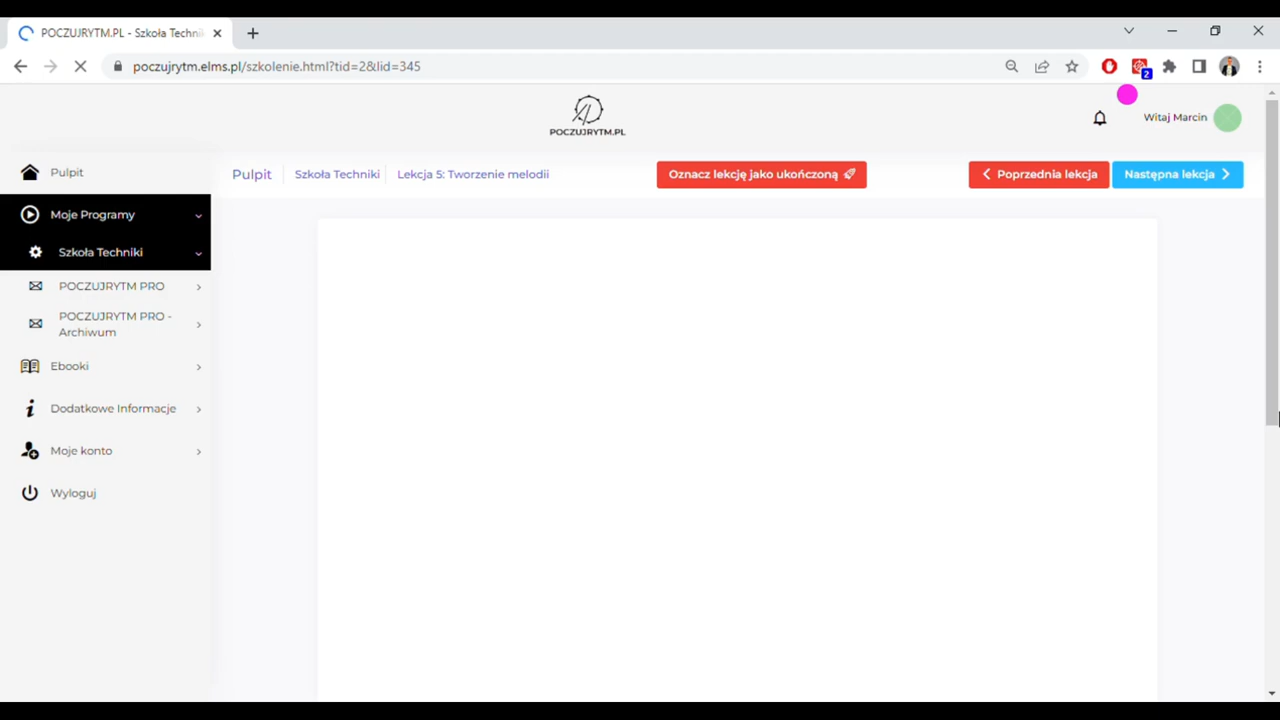 POCZUJRYTM.PL - Szkoła Techni
poczujrytm.elms.pl/szkolenie.html?tid=2&lid=345
2
POCZUJRYTM.PL
Witaj Marcin
Pulpit
Pulpit
Szkoła Techniki
Lekcja 5: Tworzenie melodii
Oznacz lekcję jako ukończoną
Poprzednia lekcja
Następna lekcja
Moje Programy
Szkoła Techniki
POCZUJRYTM PRO
POCZUJRYTM PRO -
Archiwum
Ebooki
Dodatkowe Informacje
Moje konto
Wyloguj